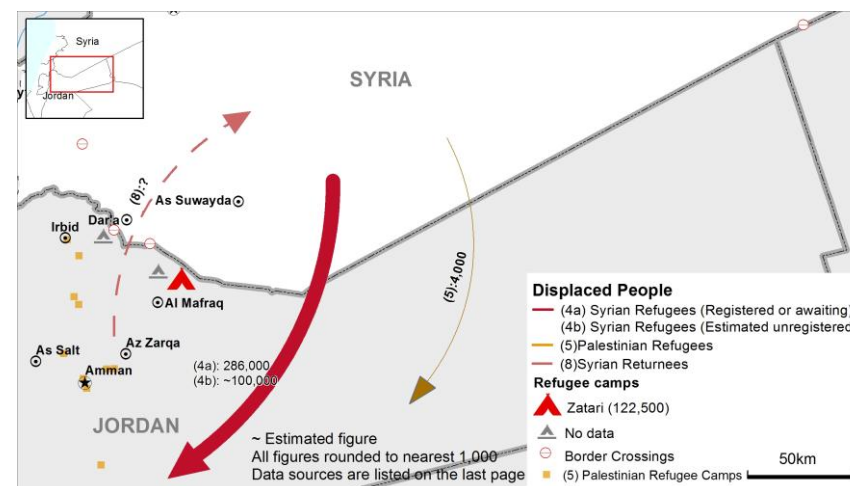 Syria
Jordan
SYRIA
(8):?
As Suwayda
Dar'a
Irbid
(5):4,000
Al Mafraq
As Salt
Az Zarqa
Amman
(4a): 286,000
(4b): ~100,000
JORDAN
~ Estimated figure
All figures rounded to nearest 1,000
Data sources are listed on the last page
Displaced People
(4a) Syrian Refugees (Registered or awaiting)
(4b) Syrian Refugees (Estimated unregistered
(5)Palestinian Refugees
(8)Syrian Returnees
Refugee camps
Zatari (122,500)
No data
Border Crossings
(5) Palestinian Refugee Camps
50km